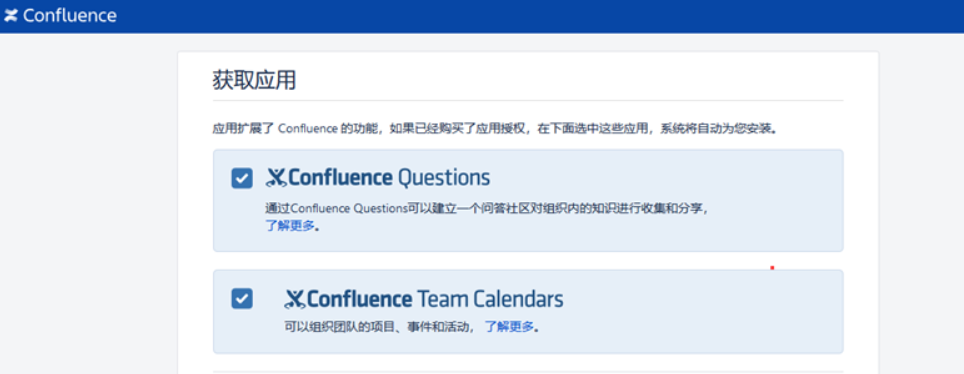 Confluence
获取应用
应用扩展了 Confluence 的功能，如果已经购买了应用授权，在下面选中这些应用，系统将自动为您安装。
Confluence Questions
通过Confluence Questions可以建立一个问答社区对组织内的知识进行收集和分享，
了解更多。
Confluence Team Calendars
可以组织团队的项目、事件和活动， 了解更多。